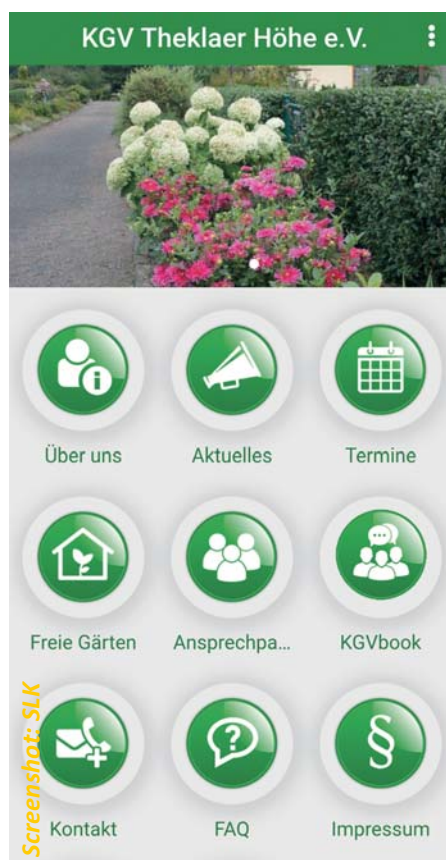 KGV Theklaer Höhe e.V.
Über uns
Aktuelles
Termine
Freie Gärten
Ansprechpa...
KGVbook
Kontakt
FAQ
Impressum
Screenshot: SLK